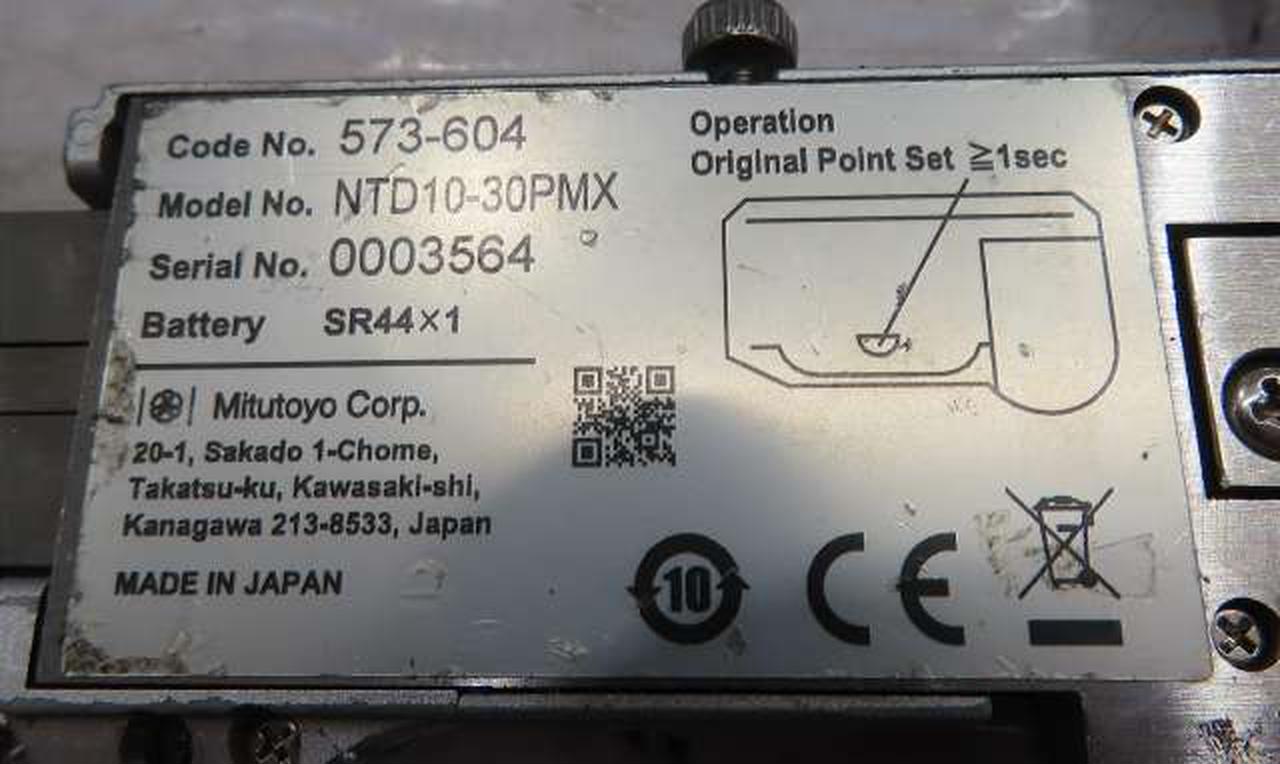 Code No. 573-604
Model No. NTD10-30PMX
Serial No. 0003564
Battery SR44×1
Mitutoyo Corp.
20-1, Sakado 1-Chome,
Takatsu-ku, Kawasaki-shi,
Kanagawa 213-8533, Japan
MADE IN JAPAN
Operation
Original Point Set ≧1sec
10
CE